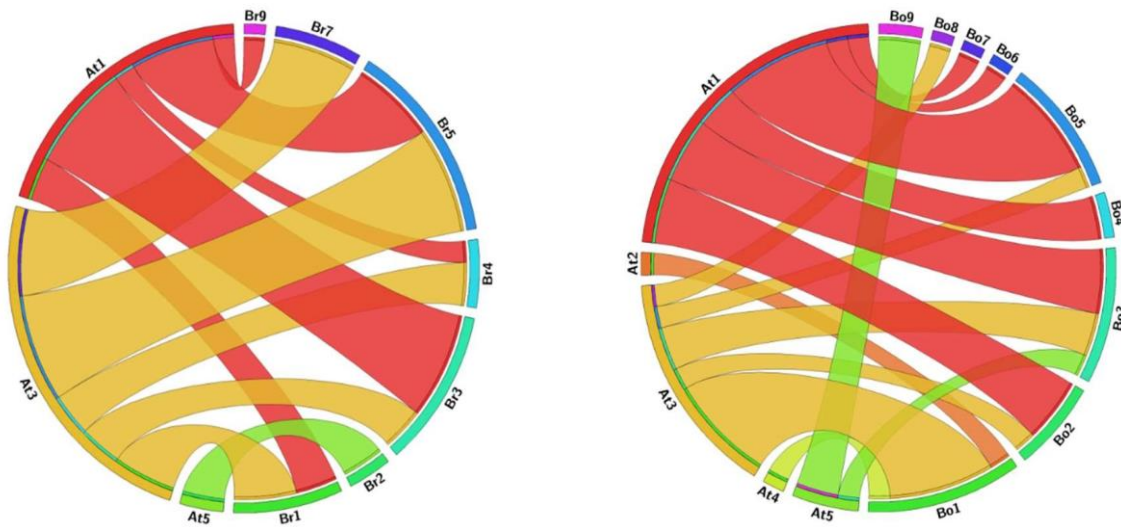 Br9
Br7
At1
Br5
Br4
Br3
At3
Br2
Br1
At5
Bo9
Bo8
Bo7
Bo6
At1
Bo5
Bo4
At2
Bo3
At3
Bo2
At4
At5
Bo1